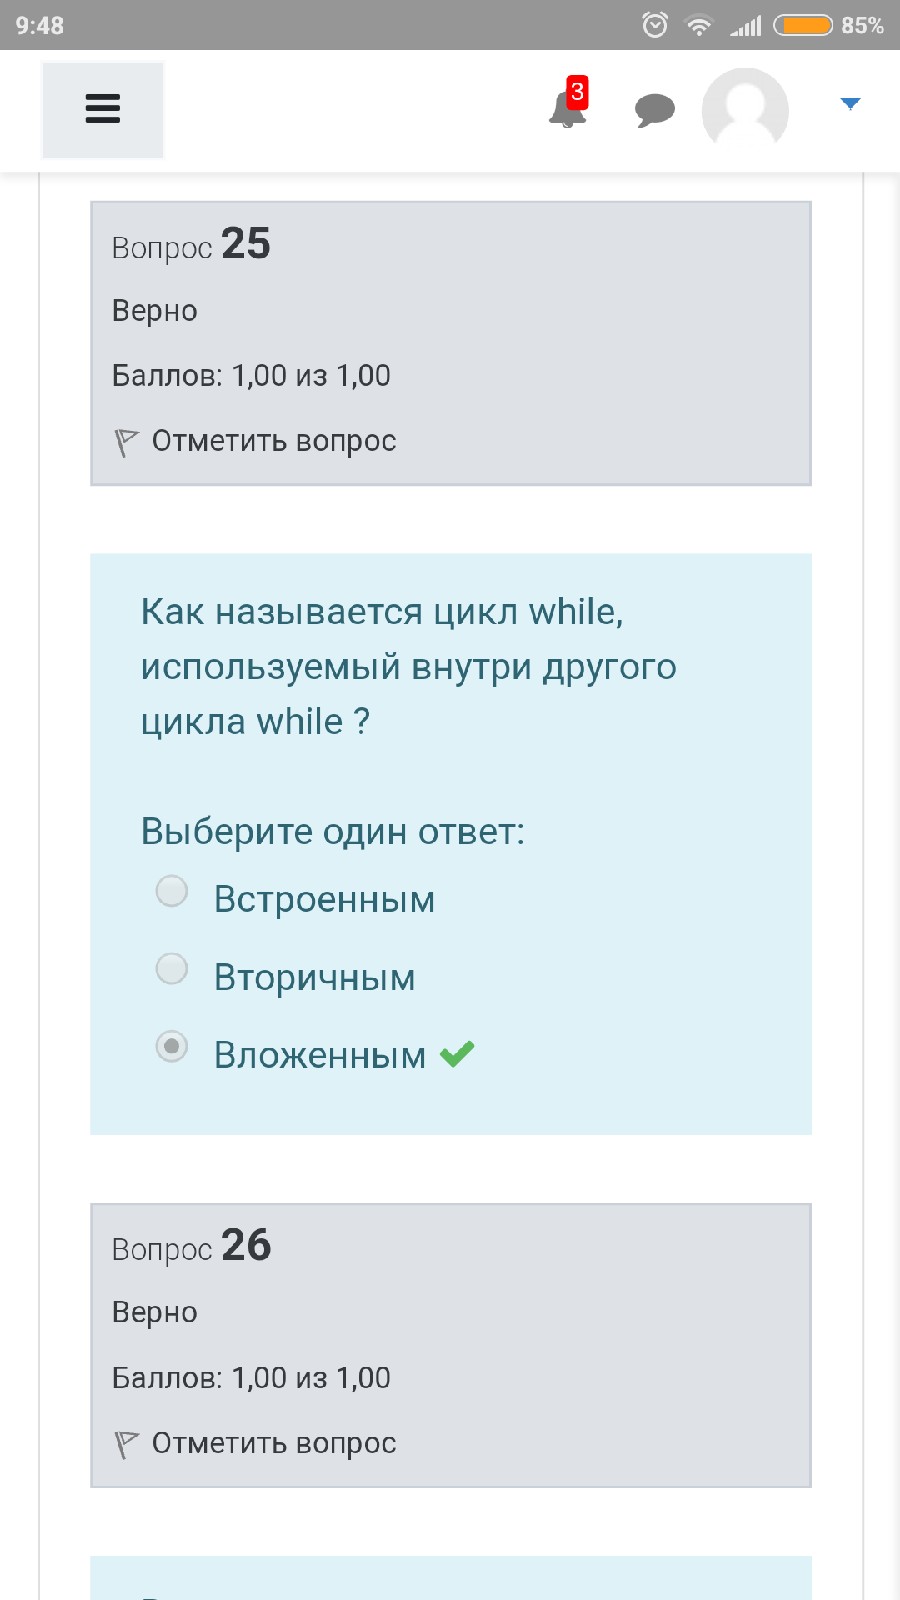 9:48
85%
3
Вопрос 25
Верно
Баллов: 1,00 из 1,00
Отметить вопрос
Как называется цикл while,
используемый внутри другого
цикла while ?
Выберите один ответ:
Встроенным
Вторичным
Вложенным
Вопрос 26
Верно
Баллов: 1,00 из 1,00
Отметить вопрос